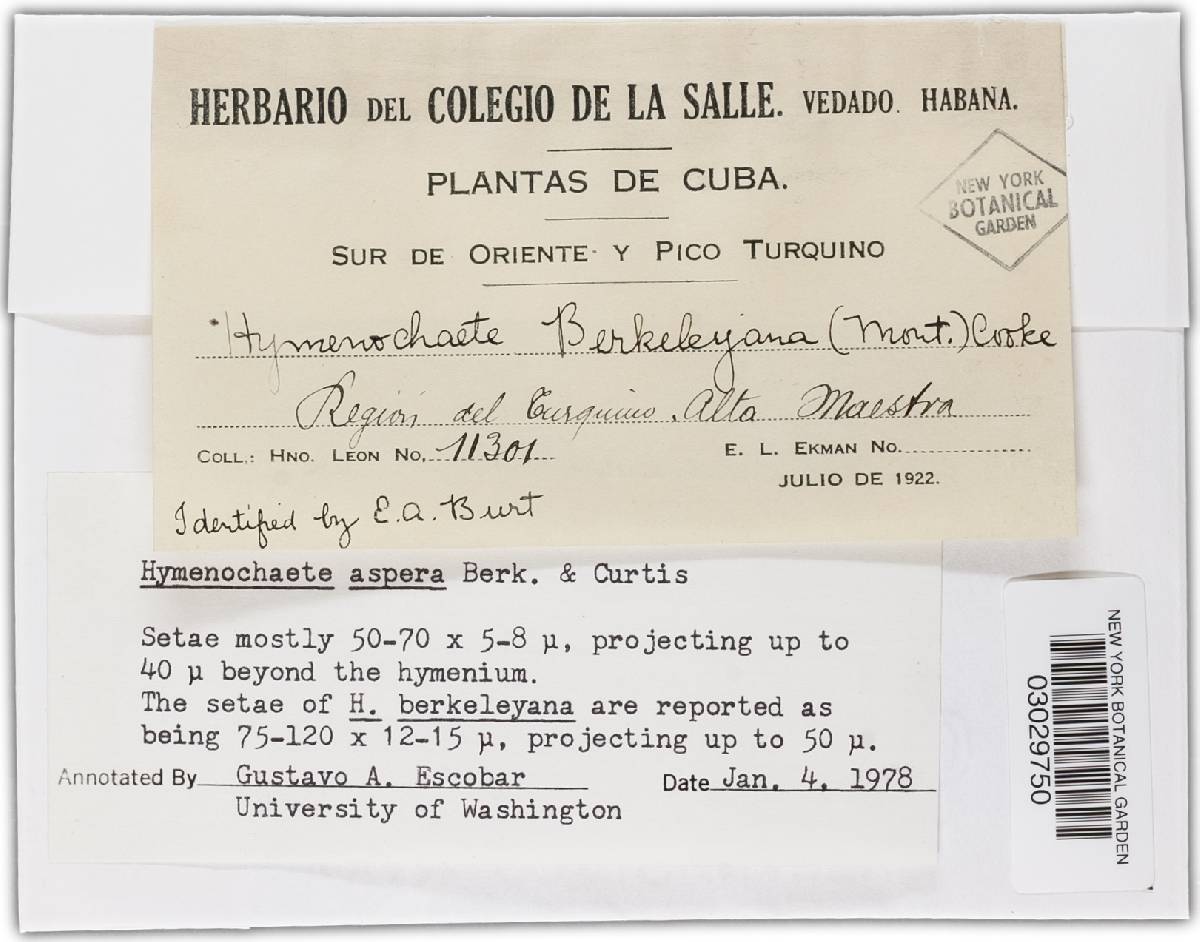 HERBARIO DEL COLEGIO DE LA SALLE. VEDADO. HABANA.
PLANTAS DE CUBA.
NEW YORK
BOTANICAL
GARDEN
SUR DE ORIENTE Y PICO TURQUINO
Hymenochaete Berkeleyana (Mont.) Cooke
Región del Turquino. Alta Maestra
COLL.: HNO. LEON NO. 11301
E. L. EKMAN NO.
JULIO DE 1922.
Identified by E. A. Burt
Hymenochaete aspera Berk. & Curtis
Setae mostly 50-70 x 5-8 µ, projecting up to
40 µ beyond the hymenium.
The setae of H. berkeleyana are reported as
being 75-120 x 12-15 µ, projecting up to 50 µ.
Annotated By Gustavo A. Escobar Date Jan. 4, 1978
University of Washington
NEW YORK BOTANICAL GARDEN
03029750